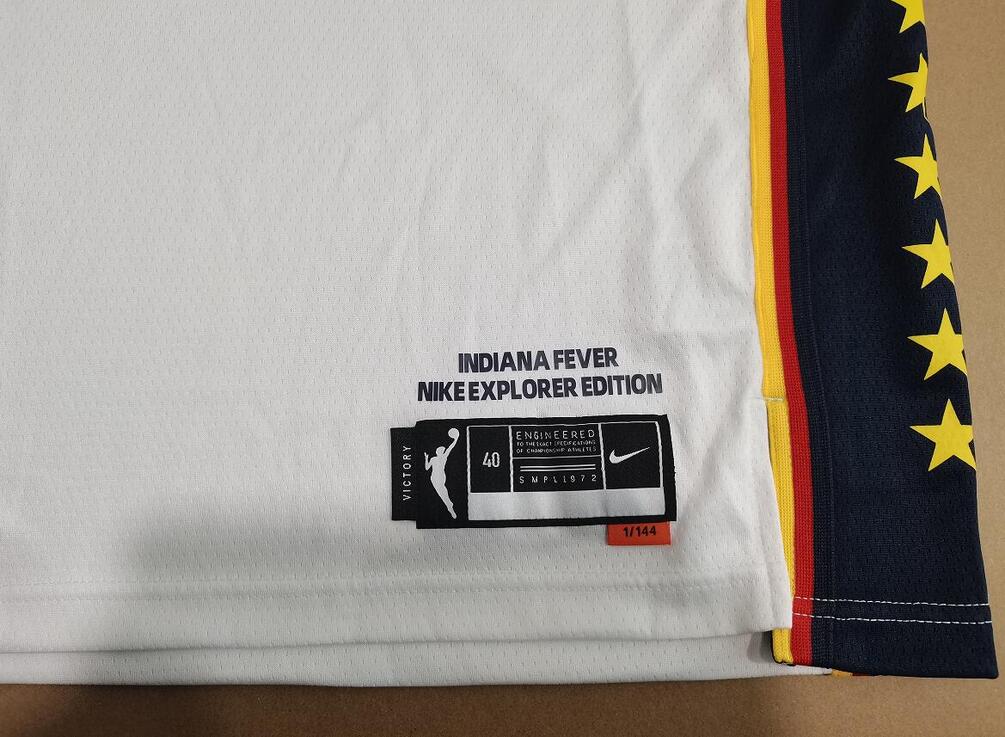 INDIANA FEVER
NIKE EXPLORER EDITION
VICTORY
40
ENGINEERED
TO THE EXACT SPECIFICATIONS
OF CHAMPIONSHIP ATHLETES
SMPL1972
1/144